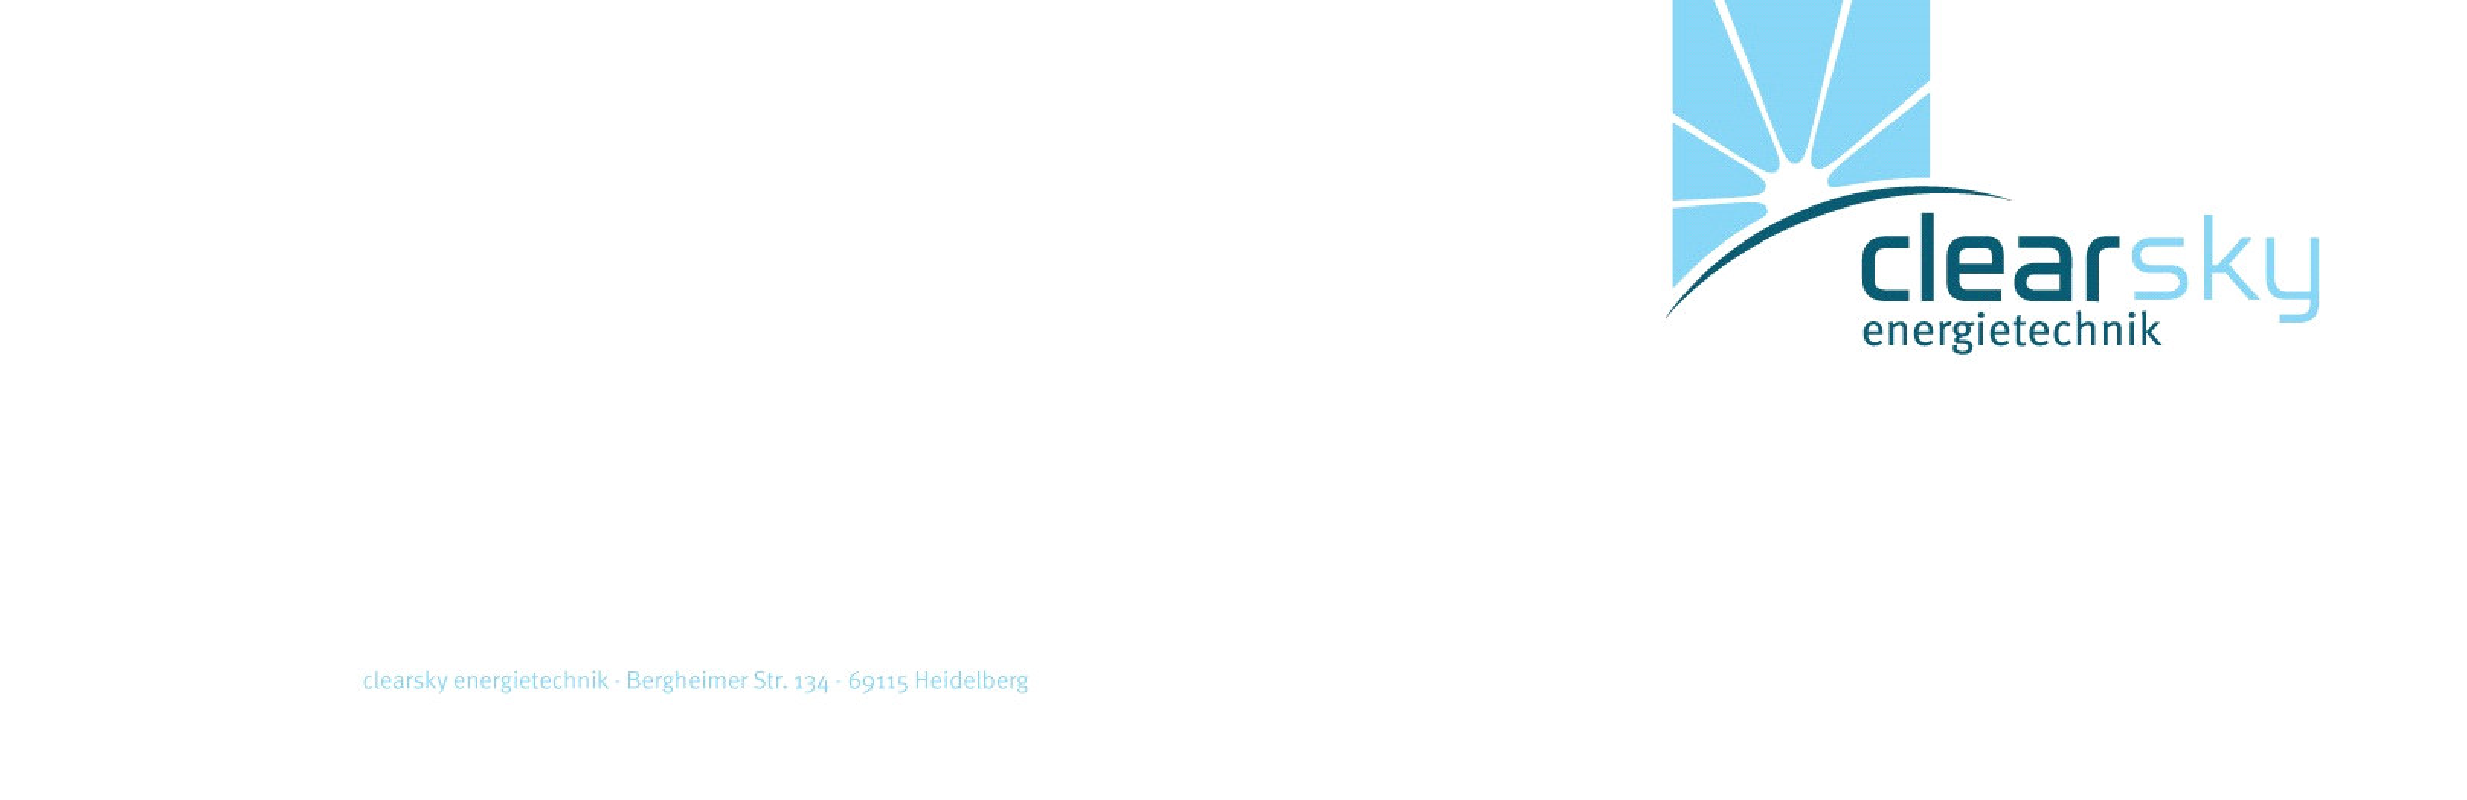 clearsky
energietechnik
clearsky energietechnik · Bergheimer Str. 134 · 69115 Heidelberg